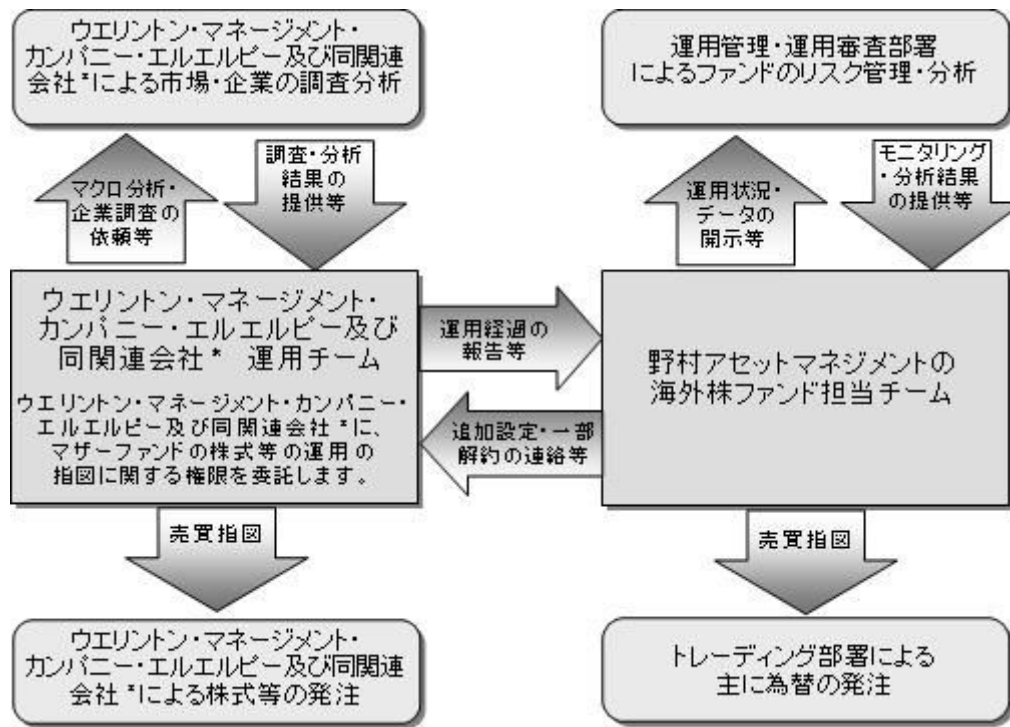 ウエリントン・マネージメント・
カンパニー・エルエルピー及び同関連
会社*による市場・企業の調査分析
運用管理・運用審査部署
によるファンドのリスク管理・分析
マクロ分析・
企業調査の
依頼等
調査・分析
結果の
提供等
運用状況・
データの
開示等
モニタリング
・分析結果
の提供等
ウエリントン・マネージメント・
カンパニー・エルエルピー及び
同関連会社* 運用チーム
ウエリントン・マネージメント・カンパニー・
エルエルピー及び同関連会社*に、
マザーファンドの株式等の運用の
指図に関する権限を委託します。
運用経過の
報告等
追加設定・一部
解約の連絡等
野村アセットマネジメントの
海外株ファンド担当チーム
売買指図
売買指図
ウエリントン・マネージメント・
カンパニー・エルエルピー及び同関連
会社*による株式等の発注
トレーディング部署による
主に為替の発注